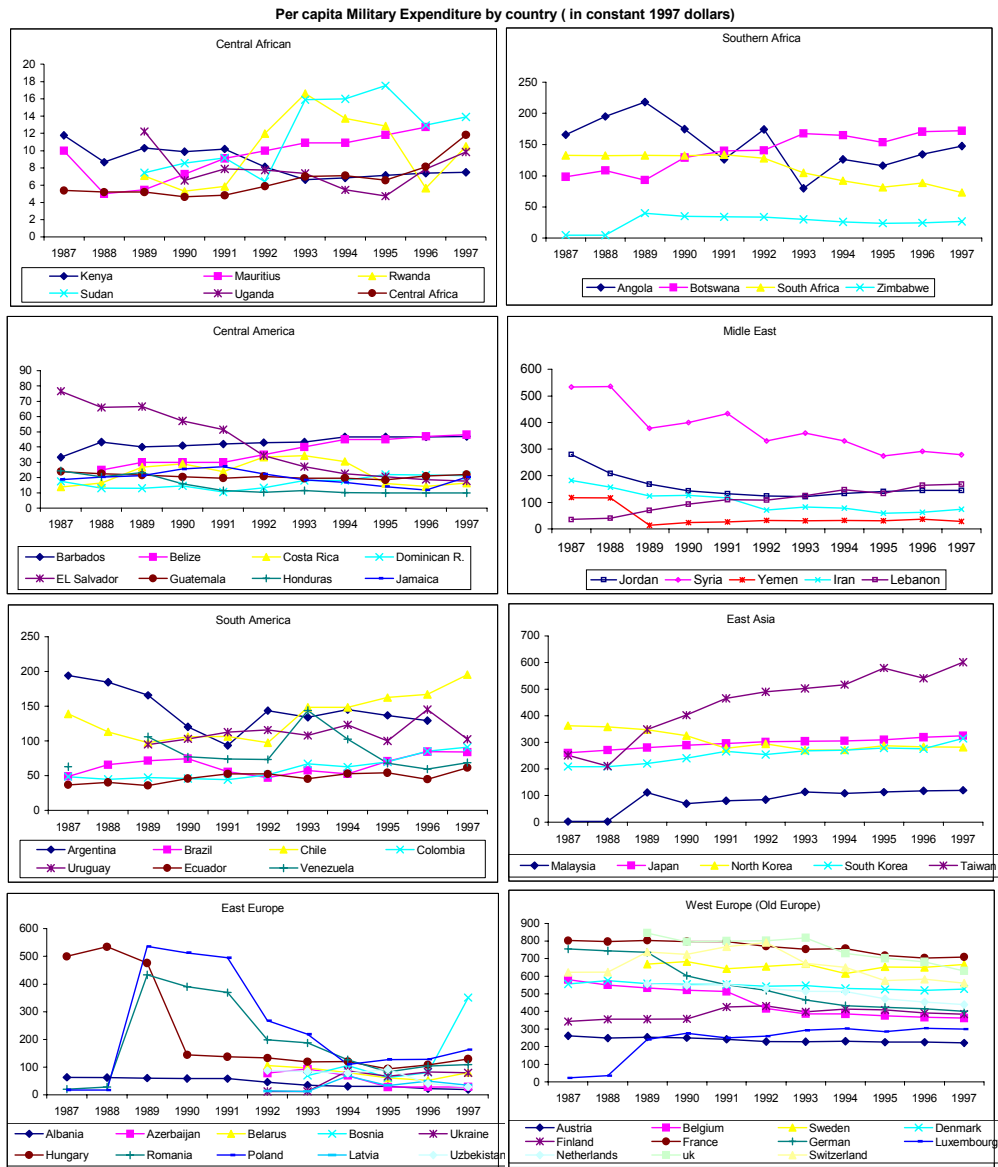 Per capita Military Expenditure by country ( in constant 1997 dollars)
Central African
20
18
16
14
12
10
8
6
4
2
0
1987 1988 1989 1990 1991 1992 1993 1994 1995 1996 1997
Kenya Mauritius Rwanda
Sudan Uganda Central Africa
Southern Africa
250
200
150
100
50
0
1987 1988 1989 1990 1991 1992 1993 1994 1995 1996 1997
Angola Botswana South Africa Zimbabwe
Central America
90
80
70
60
50
40
30
20
10
0
1987 1988 1989 1990 1991 1992 1993 1994 1995 1996 1997
Barbados Belize Costa Rica Dominican R.
EL Salvador Guatemala Honduras Jamaica
Midle East
600
500
400
300
200
100
0
1987 1988 1989 1990 1991 1992 1993 1994 1995 1996 1997
Jordan Syria Yemen Iran Lebanon
South America
250
200
150
100
50
0
1987 1988 1989 1990 1991 1992 1993 1994 1995 1996 1997
Argentina Brazil Chile Colombia
Uruguay Ecuador Venezuela
East Asia
700
600
500
400
300
200
100
0
1987 1988 1989 1990 1991 1992 1993 1994 1995 1996 1997
Malaysia Japan North Korea South Korea Taiwan
East Europe
600
500
400
300
200
100
0
1987 1988 1989 1990 1991 1992 1993 1994 1995 1996 1997
Albania Azerbaijan Belarus Bosnia Ukraine
Hungary Romania Poland Latvia Uzbekistan
West Europe (Old Europe)
900
800
700
600
500
400
300
200
100
0
1987 1988 1989 1990 1991 1992 1993 1994 1995 1996 1997
Austria Belgium Sweden Denmark
Finland France German Luxembourg
Netherlands uk Switzerland